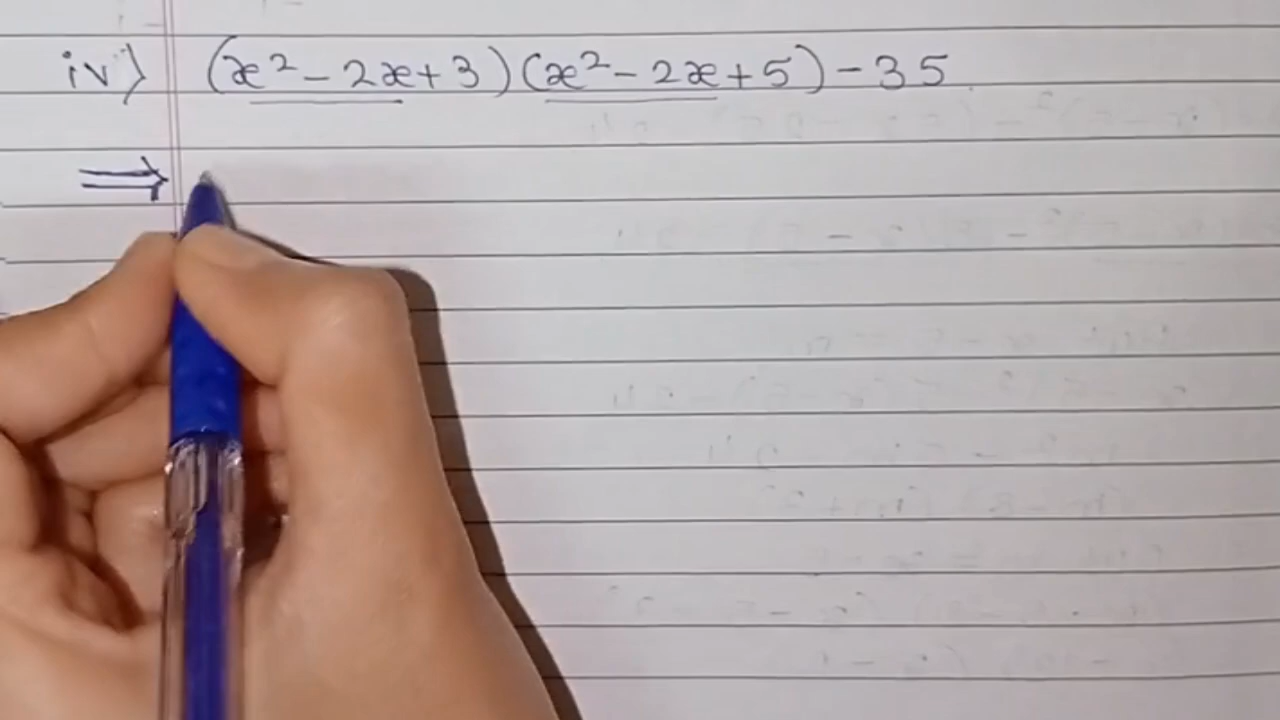 iv) (x² - 2x + 3) (x² - 2x + 5) - 35
⇒